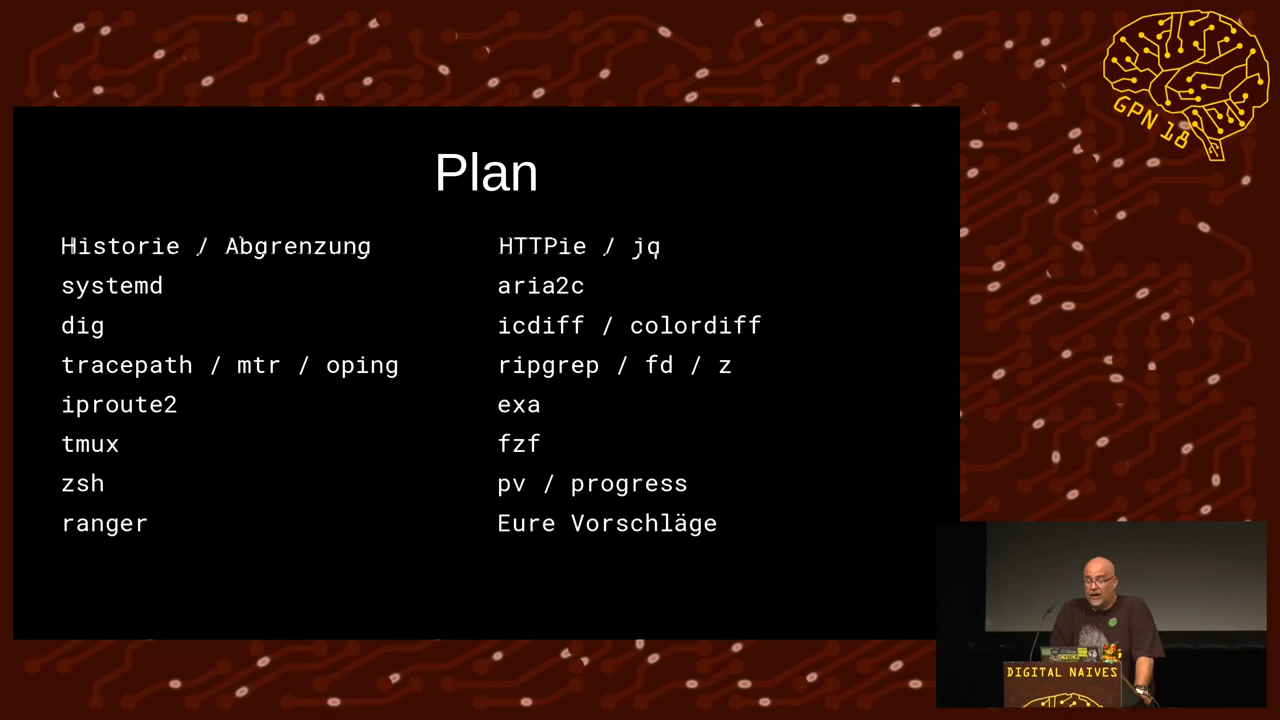 GPN 18
Plan
Historie / Abgrenzung
systemd
dig
tracepath / mtr / oping
iproute2
tmux
zsh
ranger
HTTPie / jq
aria2c
icdiff / colordiff
ripgrep / fd / z
exa
fzf
pv / progress
Eure Vorschläge
DIGITAL NAIVES